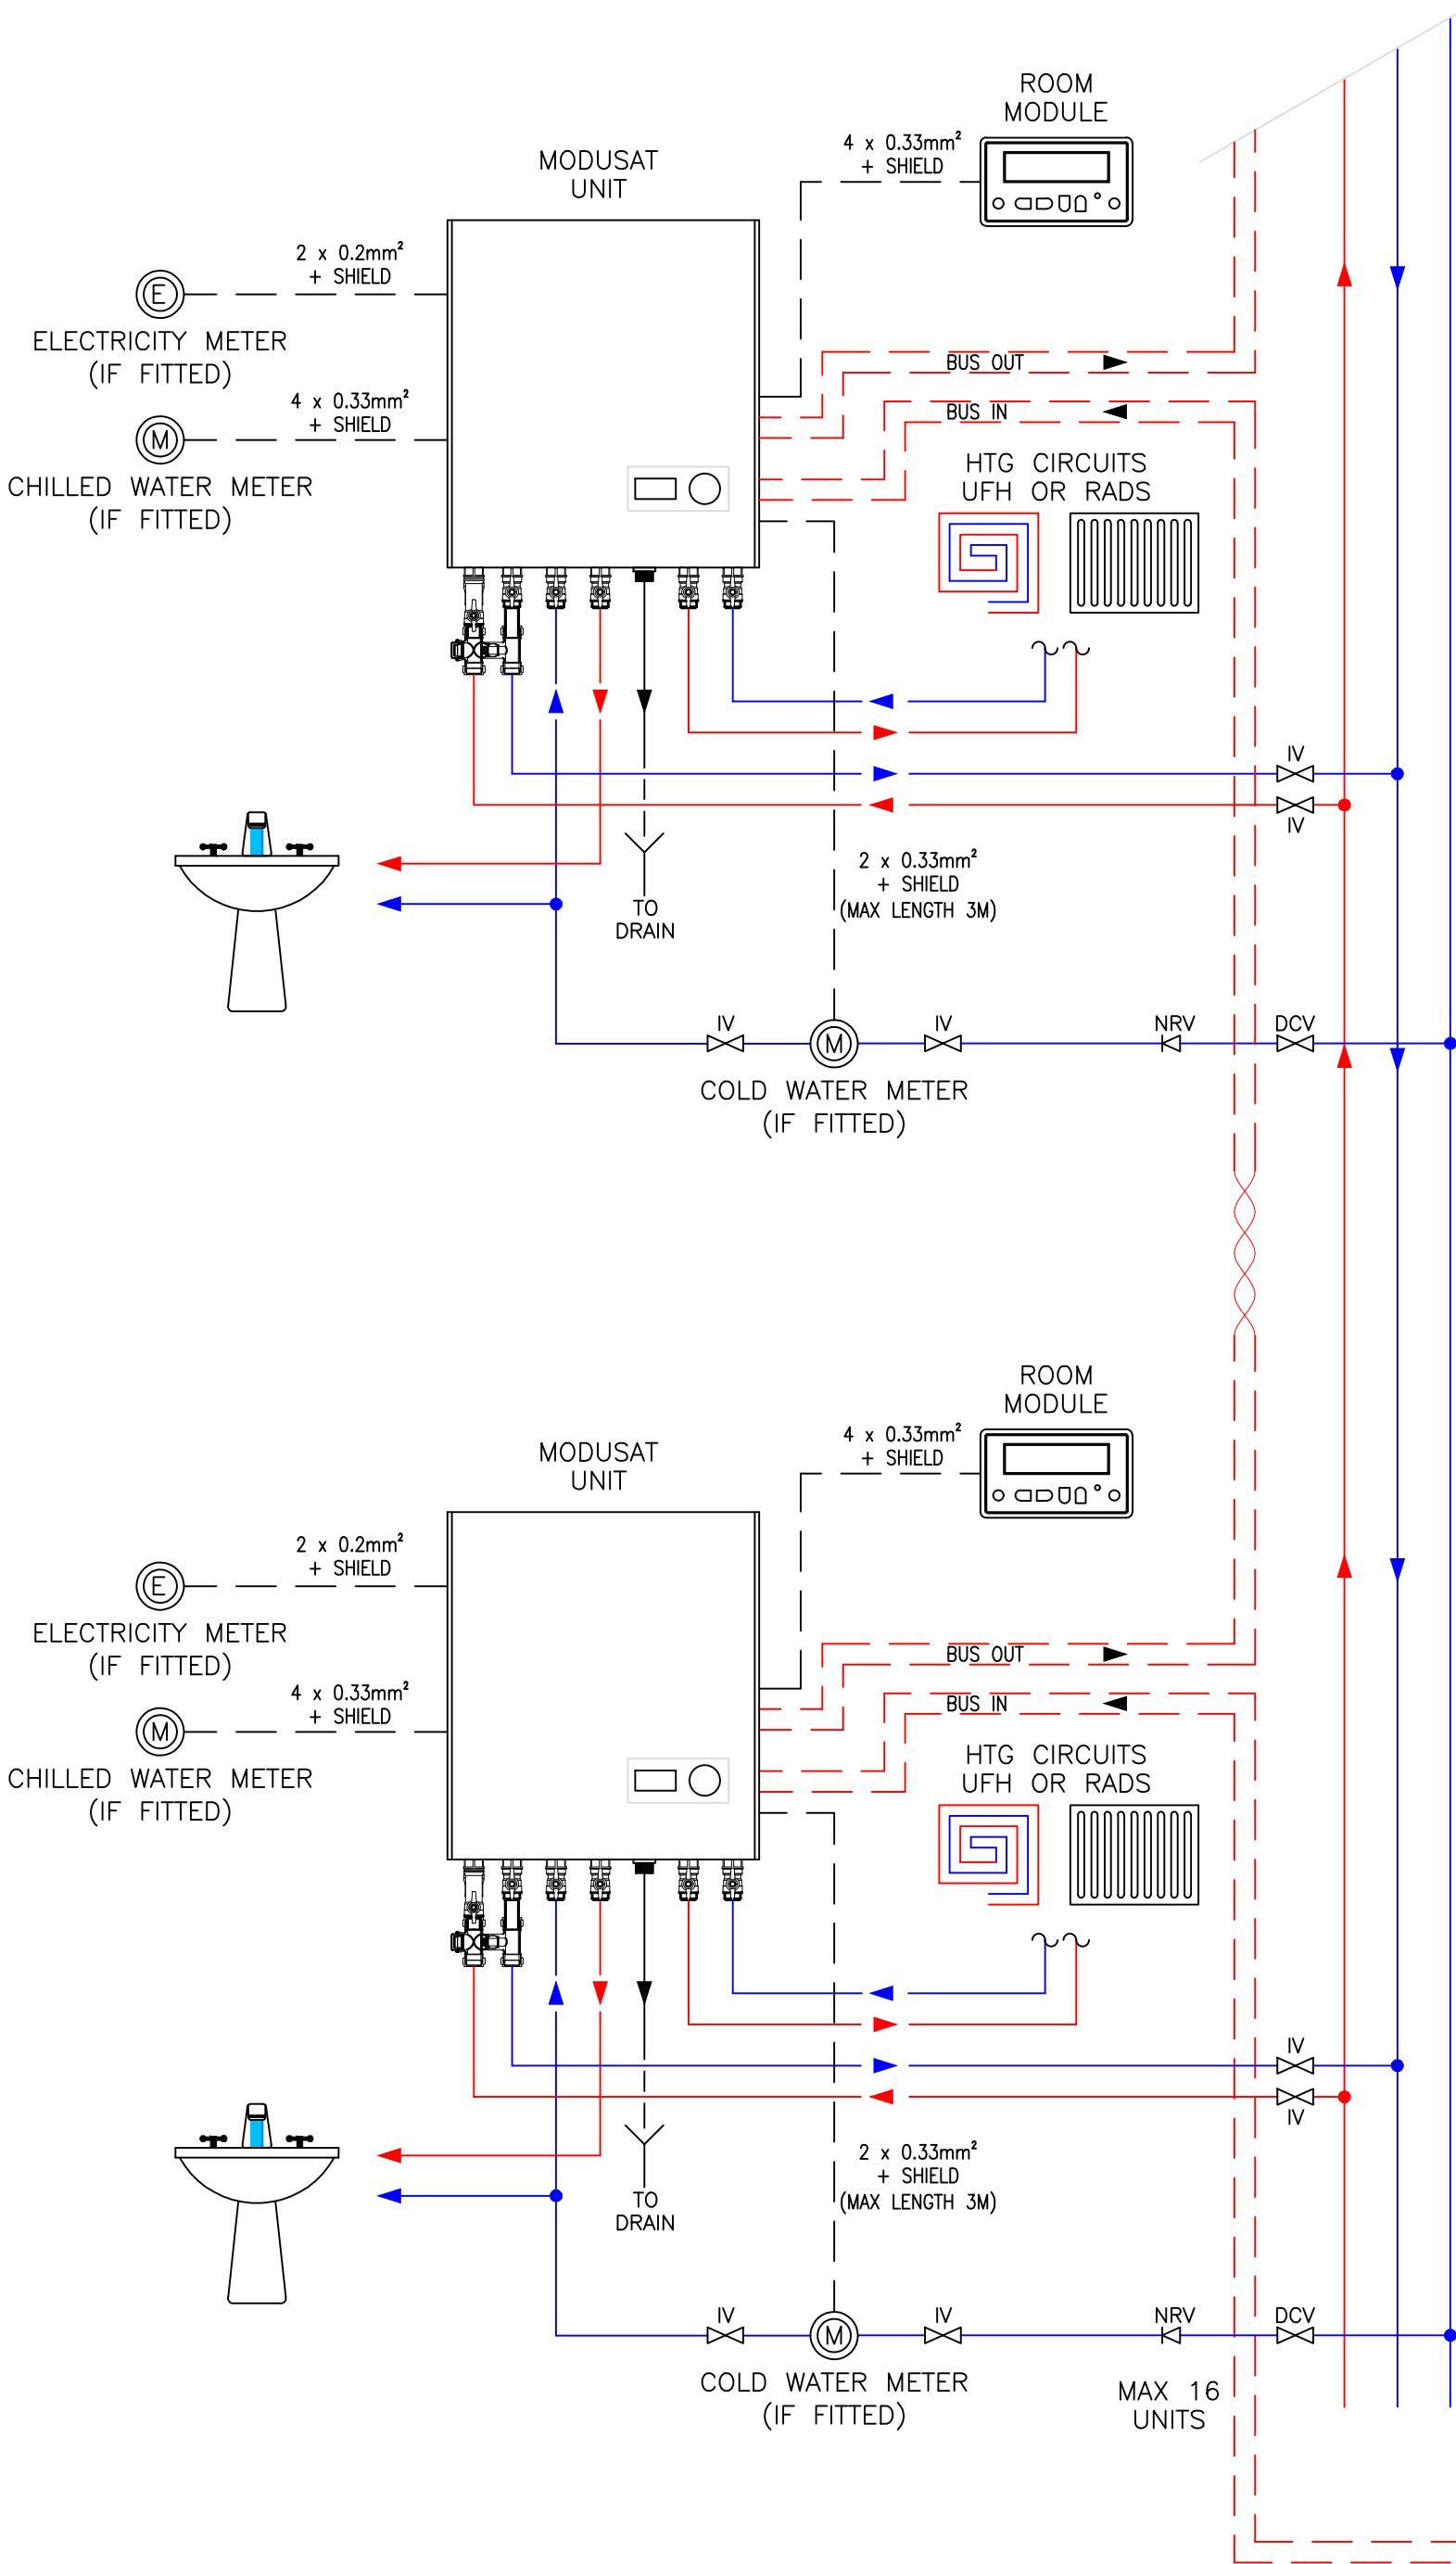 ROOM
MODULE
4 x 0.33mm²
+ SHIELD
MODUSAT
UNIT
2 x 0.2mm²
+ SHIELD
E
ELECTRICITY METER
(IF FITTED)
BUS OUT
4 x 0.33mm²
+ SHIELD
BUS IN
M
CHILLED WATER METER
(IF FITTED)
HTG CIRCUITS
UFH OR RADS
IV
IV
2 x 0.33mm²
+ SHIELD
(MAX LENGTH 3M)
TO
DRAIN
IV
M
IV
NRV
DCV
COLD WATER METER
(IF FITTED)
ROOM
MODULE
4 x 0.33mm²
+ SHIELD
MODUSAT
UNIT
2 x 0.2mm²
+ SHIELD
E
ELECTRICITY METER
(IF FITTED)
BUS OUT
4 x 0.33mm²
+ SHIELD
BUS IN
M
CHILLED WATER METER
(IF FITTED)
HTG CIRCUITS
UFH OR RADS
IV
IV
2 x 0.33mm²
+ SHIELD
(MAX LENGTH 3M)
TO
DRAIN
IV
M
IV
NRV
DCV
COLD WATER METER
(IF FITTED)
MAX 16
UNITS